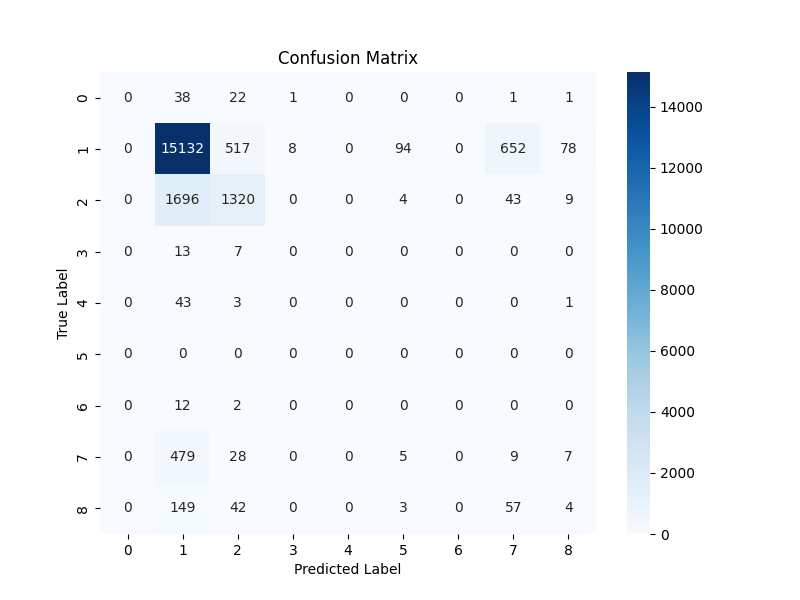 Confusion Matrix
0 0 38 22 1 0 0 0 1 1
1 0 15132 517 8 0 94 0 652 78
2 0 1696 1320 0 0 4 0 43 9
3 0 13 7 0 0 0 0 0 0
4 0 43 3 0 0 0 0 0 1
5 0 0 0 0 0 0 0 0 0
6 0 12 2 0 0 0 0 0 0
7 0 479 28 0 0 5 0 9 7
8 0 149 42 0 0 3 0 57 4
0 1 2 3 4 5 6 7 8
Predicted Label
True Label
14000
12000
10000
8000
6000
4000
2000
0